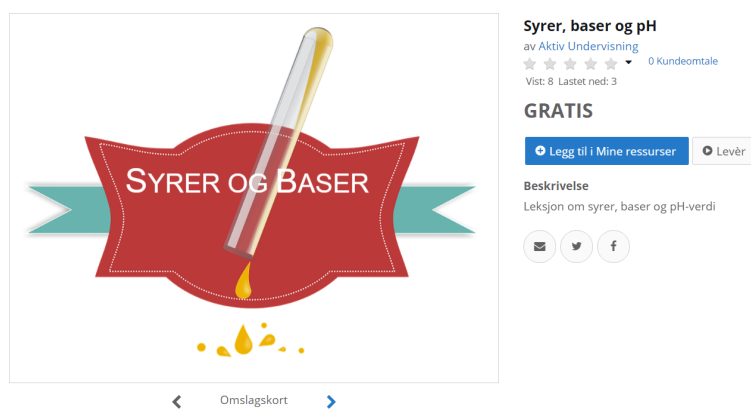 SYRER OG BASER
Omslagskort
Syrer, baser og pH
av Aktiv Undervisning
0 Kundeomtale
Vist: 8 Lastet ned: 3
GRATIS
Legg til i Mine ressurser
Levèr
Beskrivelse
Leksjon om syrer, baser og pH-verdi